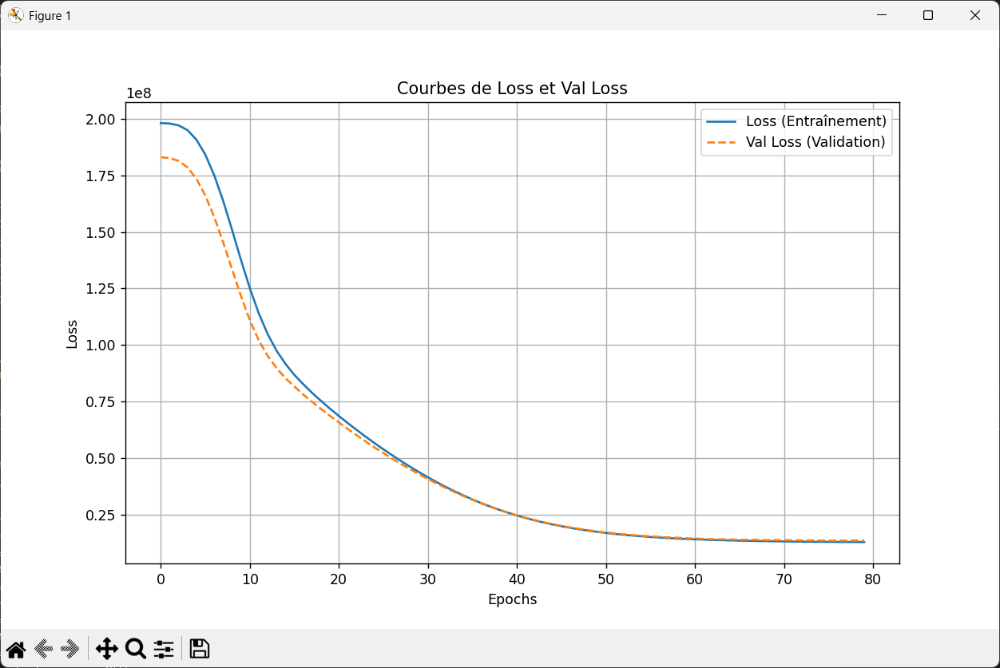 Figure 1
Courbes de Loss et Val Loss
1e8
Loss (Entraînement)
Val Loss (Validation)
2.00
1.75
1.50
1.25
1.00
0.75
0.50
0.25
Loss
0 10 20 30 40 50 60 70 80
Epochs